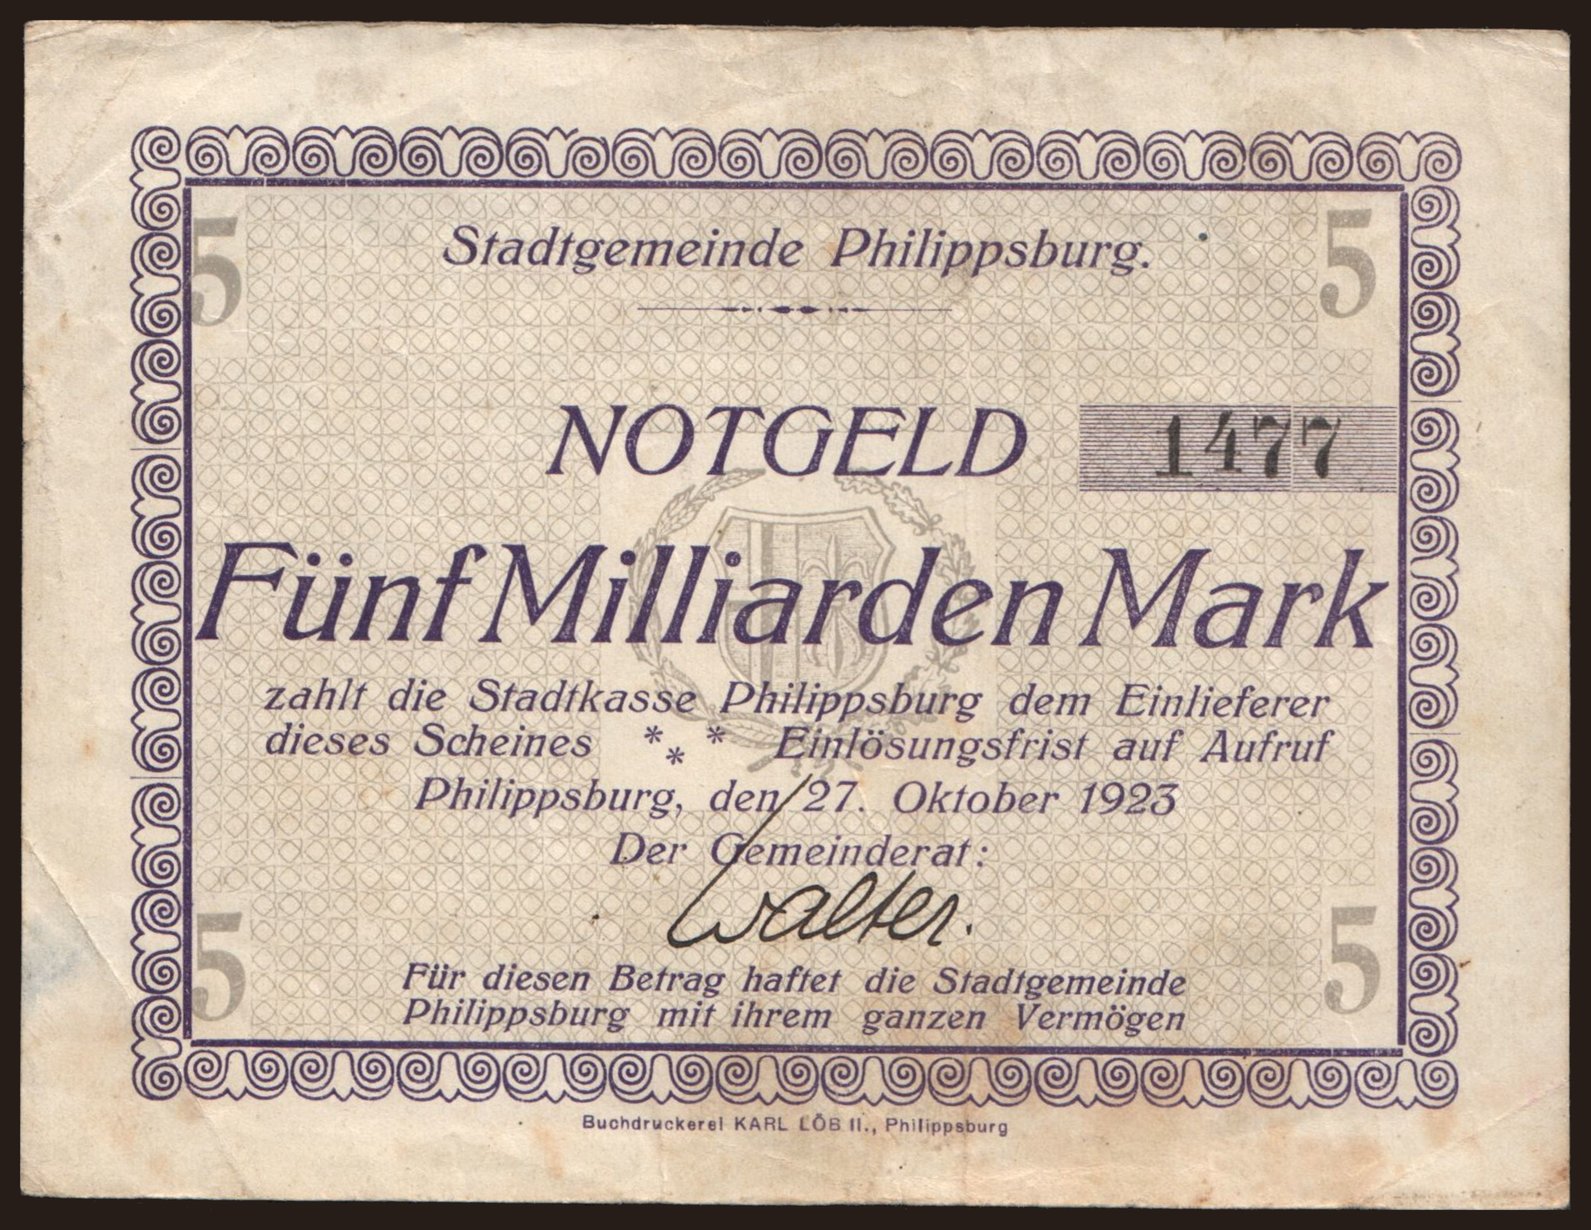 5 5
Stadtgemeinde Philippsburg.
NOTGELD 1477
Fünf Milliarden Mark
zahlt die Stadtkasse Philippsburg dem Einlieferer
dieses Scheines *** Einlösungsfrist auf Aufruf
Philippsburg, den 27. Oktober 1923
Der Gemeinderat:
Walter.
5 5
Für diesen Betrag haftet die Stadtgemeinde
Philippsburg mit ihrem ganzen Vermögen
Buchdruckerei KARL LÖB II., Philippsburg